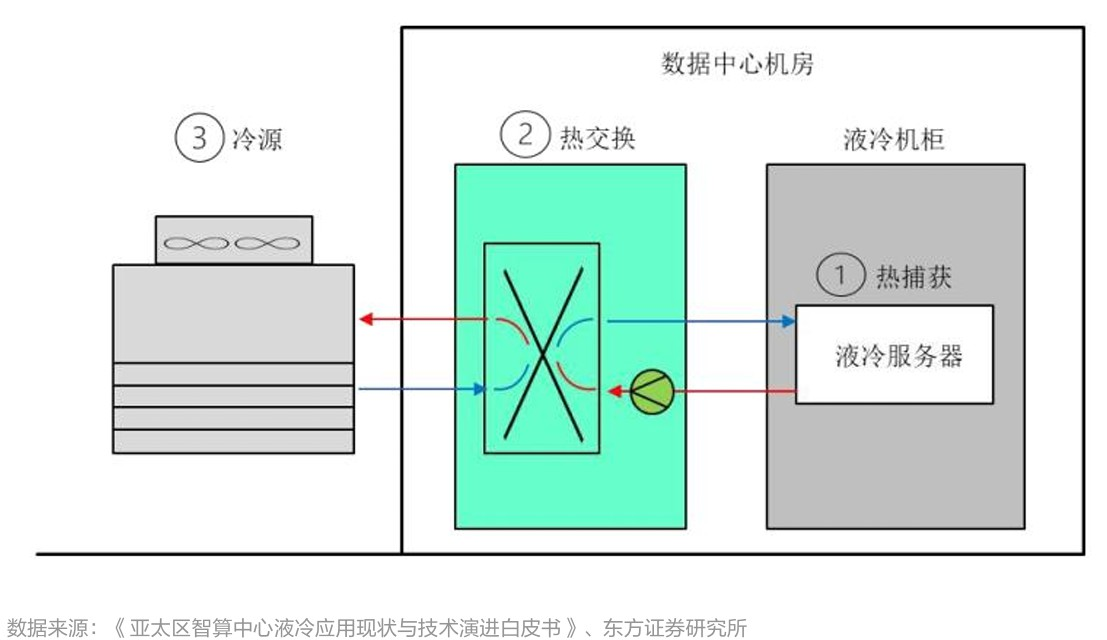 数据中心机房
③ 冷源
② 热交换
液冷机柜
① 热捕获
液冷服务器
数据来源：《 亚太区智算中心液冷应用现状与技术演进白皮书 》、东方证券研究所